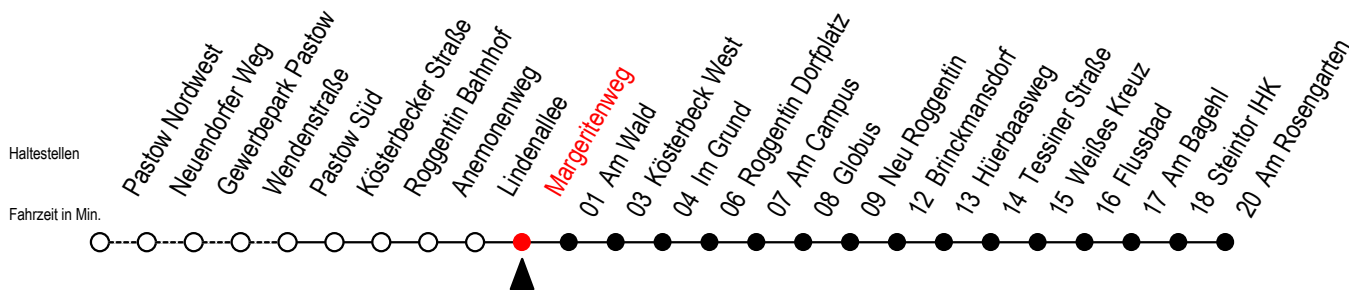 Haltestellen
Fahrzeit in Min.
Pastow Nordwest
Neuendorfer Weg
Gewerbepark Pastow
Wendenstraße
Pastow Süd
Kösterbecker Straße
Roggentin Bahnhof
Anemonenweg
Lindenallee
Margeritenweg
01 Am Wald
03 Kösterbeck West
04 Im Grund
06 Roggentin Dorfplatz
07 Am Campus
08 Globus
09 Neu Roggentin
12 Brinckmansdorf
13 Hüerbaasweg
14 Tessiner Straße
15 Weißes Kreuz
16 Flussbad
17 Am Bagehl
18 Steintor IHK
20 Am Rosengarten